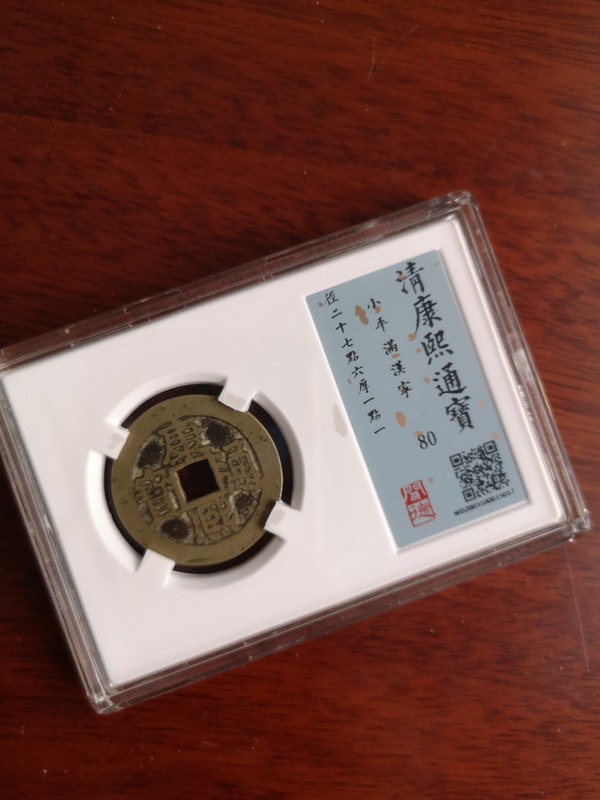 清康熙通寶
小平 滿漢字
80
徑二十七點六厚一點一